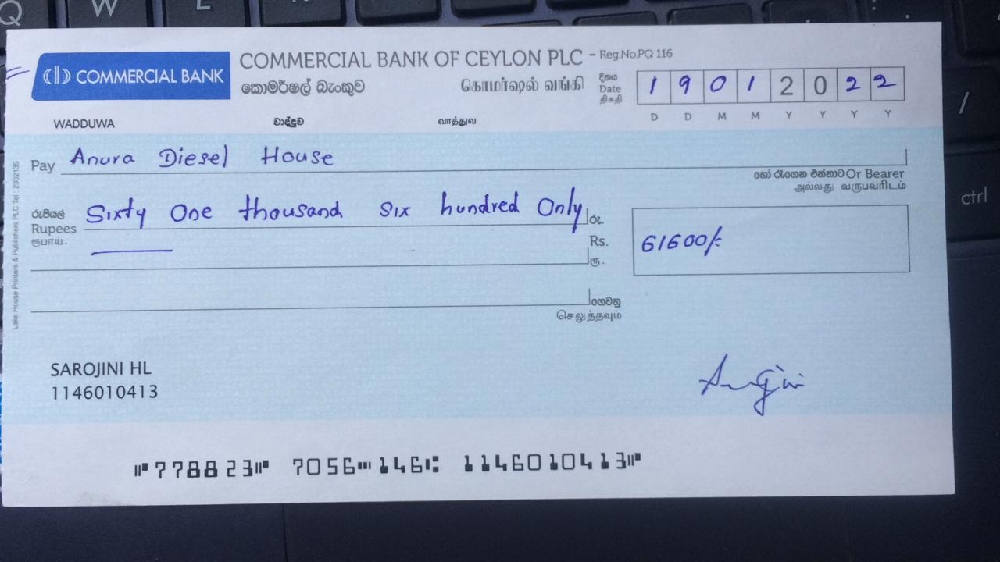 Q W E
COMMERCIAL BANK
COMMERCIAL BANK OF CEYLON PLC - Reg.No.PQ 116
කොමර්ෂල් බැංකුව கொமர்ஷல் வங்கி
දිනය
Date
திகதி
1 9 0 1 2 0 2 2
D D M M Y Y Y Y
WADDUWA වාද්දුව வாத்துவ
Pay Anura Diesel House
හෝ රැගෙන එන්නාට Or Bearer
அல்லது வருபவரிடம்
රුපියල්
Rupees
ரூபாய்
Sixty One thousand six hundred Only
රු.
Rs.
ரூ.
61600/-
ගෙවනු
செலுத்தவும்
SAROJINI HL
1146010413
⑈778823⑈ 7056⑉146⑆ 1146010413⑈
/
ctrl